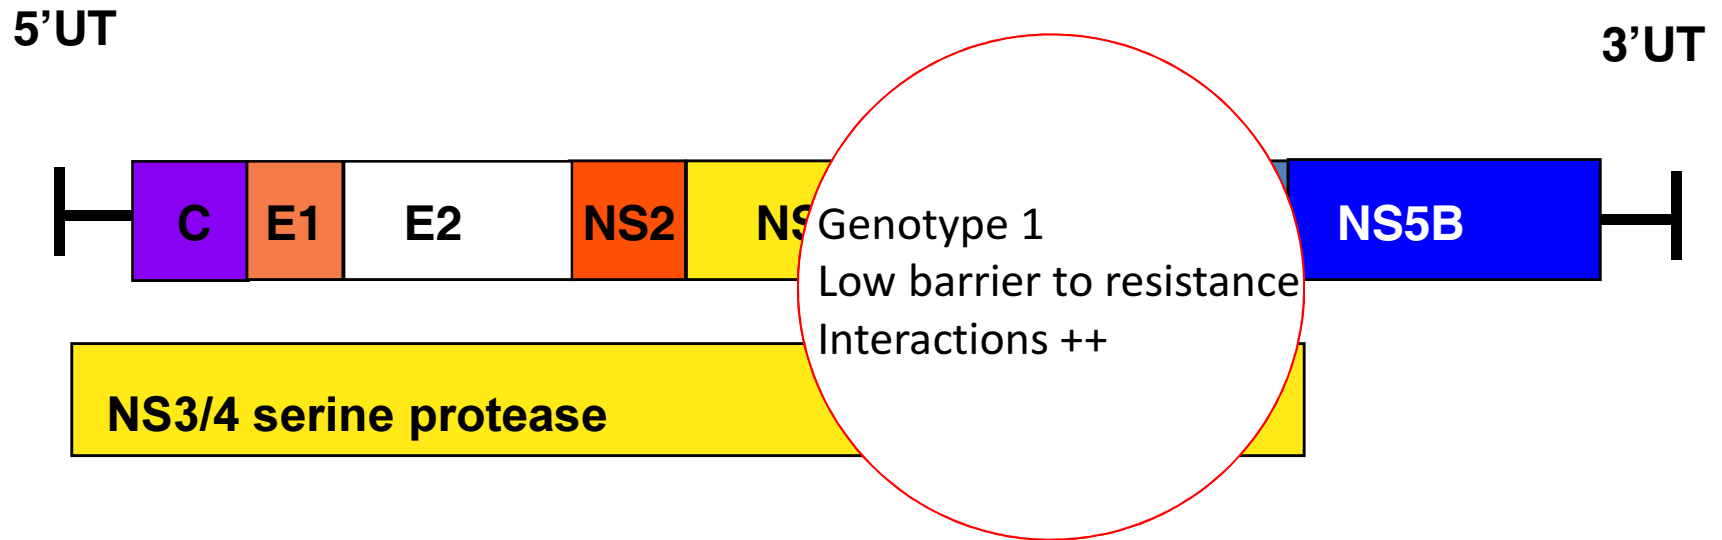 5'UT
3'UT
C E1 E2 NS2 NS5B
Genotype 1
Low barrier to resistance
Interactions ++
NS3/4 serine protease